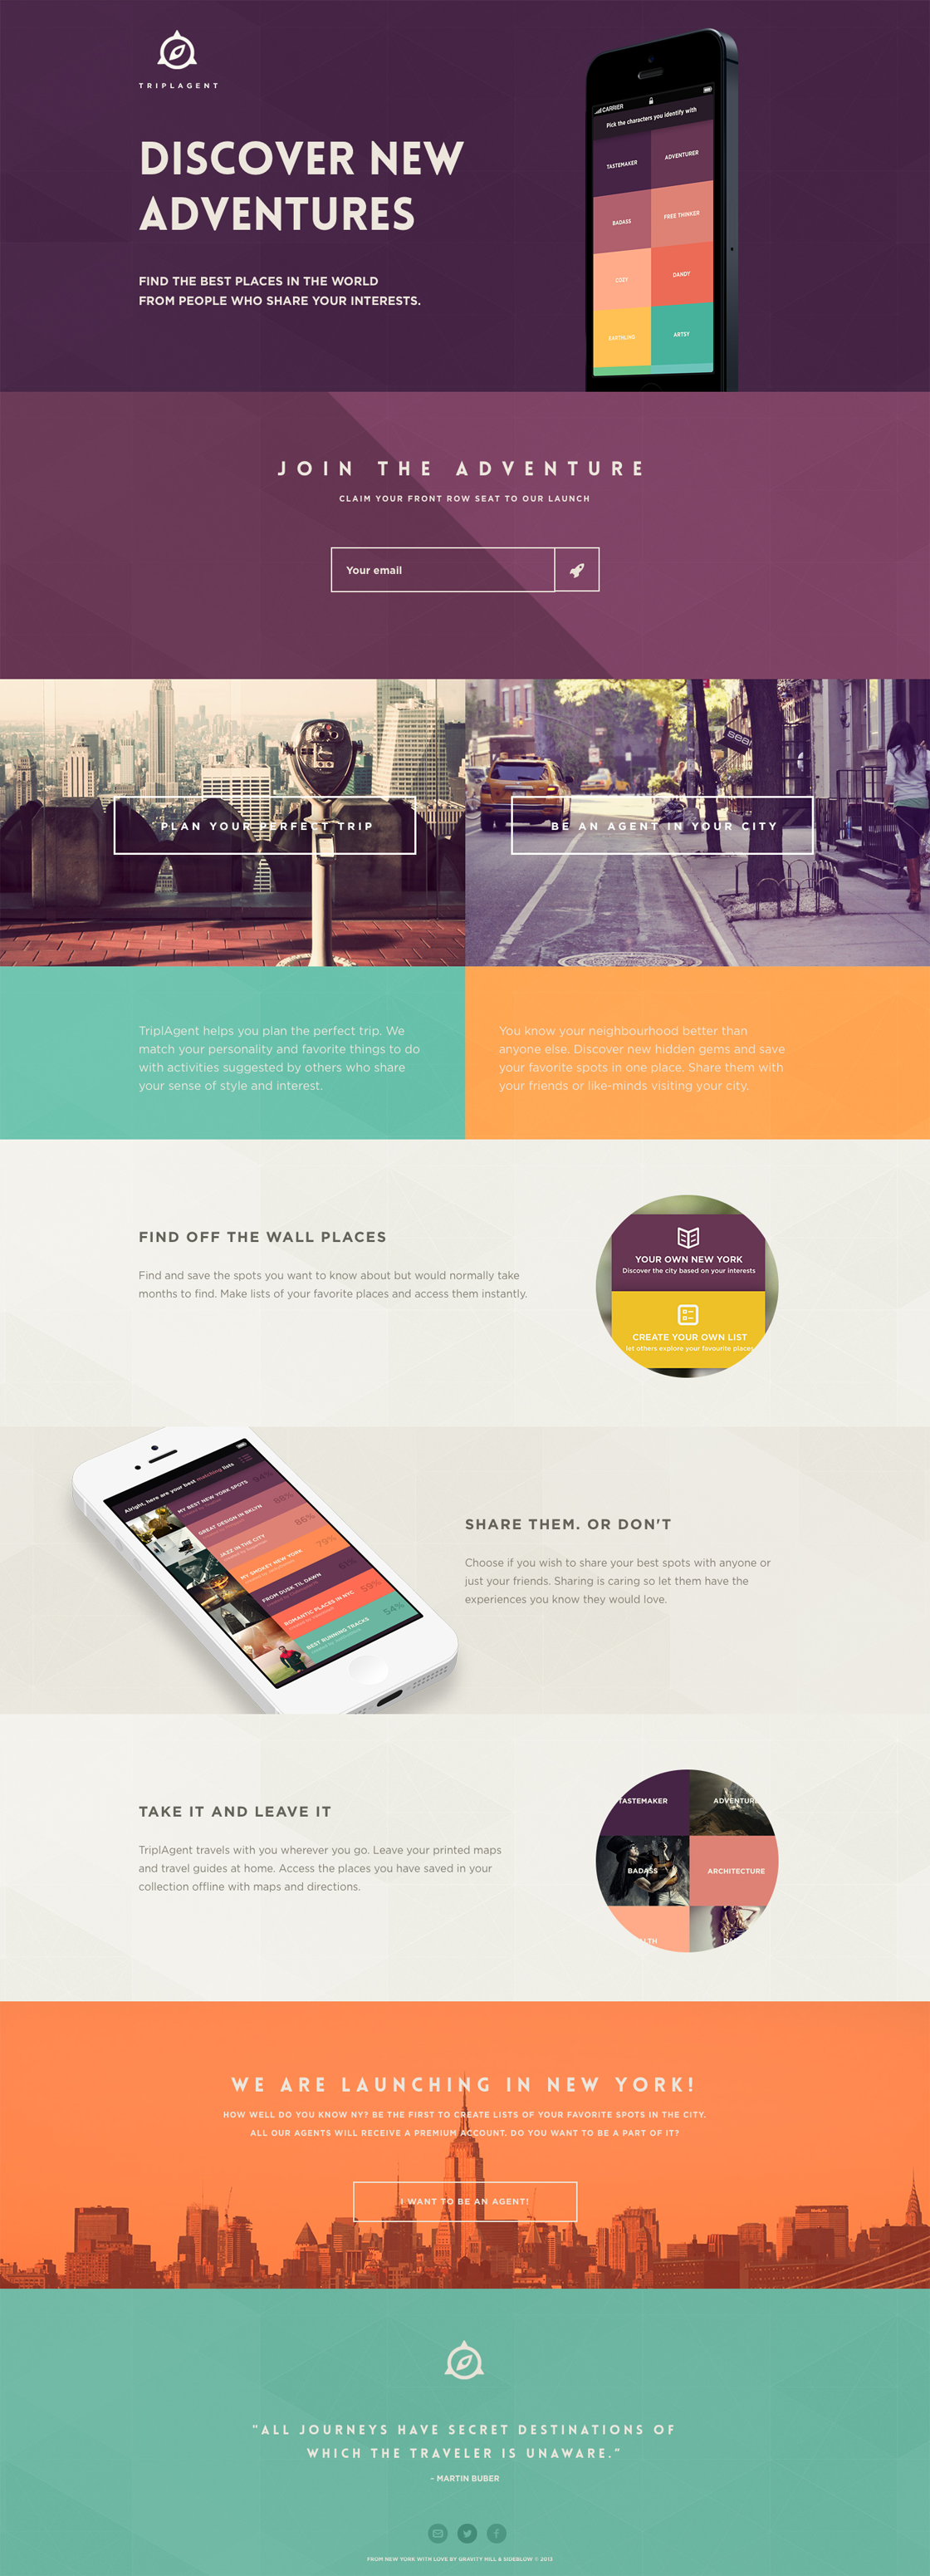 TRIPLAGENT
DISCOVER NEW
ADVENTURES
FIND THE BEST PLACES IN THE WORLD
FROM PEOPLE WHO SHARE YOUR INTERESTS.
CARRIER
Pick the characters you identify with
TASTEMAKER
ADVENTURER
BADASS
FREE THINKER
COZY
DANDY
EARTHLING
ARTSY
JOIN THE ADVENTURE
CLAIM YOUR FRONT ROW SEAT TO OUR LAUNCH
Your email
PLAN YOUR PERFECT TRIP
BE AN AGENT IN YOUR CITY
TriplAgent helps you plan the perfect trip. We
match your personality and favorite things to do
with activities suggested by others who share
your sense of style and interest.
You know your neighbourhood better than
anyone else. Discover new hidden gems and save
your favorite spots in one place. Share them with
your friends or like-minds visiting your city.
FIND OFF THE WALL PLACES
Find and save the spots you want to know about but would normally take
months to find. Make lists of your favorite places and access them instantly.
YOUR OWN NEW YORK
Discover the city based on your interests
CREATE YOUR OWN LIST
let others explore your favourite places
Alright, here are your best matching lists
MY BEST NEW YORK SPOTS
94%
GREAT DESIGN IN BKLYN
88%
JAZZ IN THE CITY
86%
MY SMOKEY NEW YORK
79%
FROM DUSK TIL DAWN
61%
ROMANTIC PLACES IN NYC
59%
BEST RUNNING TRACKS
54%
SHARE THEM. OR DON'T
Choose if you wish to share your best spots with anyone or
just your friends. Sharing is caring so let them have the
experiences you know they would love.
TAKE IT AND LEAVE IT
TriplAgent travels with you wherever you go. Leave your printed maps
and travel guides at home. Access the places you have saved in your
collection offline with maps and directions.
TASTEMAKER
ADVENTUR
BADASS
ARCHITECTURE
WE ARE LAUNCHING IN NEW YORK!
HOW WELL DO YOU KNOW NY? BE THE FIRST TO CREATE LISTS OF YOUR FAVORITE SPOTS IN THE CITY.
ALL OUR AGENTS WILL RECEIVE A PREMIUM ACCOUNT. DO YOU WANT TO BE A PART OF IT?
I WANT TO BE AN AGENT!
"ALL JOURNEYS HAVE SECRET DESTINATIONS OF
WHICH THE TRAVELER IS UNAWARE."
- MARTIN BUBER
FROM NEW YORK WITH LOVE BY GRAVITY HILL & SIDEBLOW © 2013